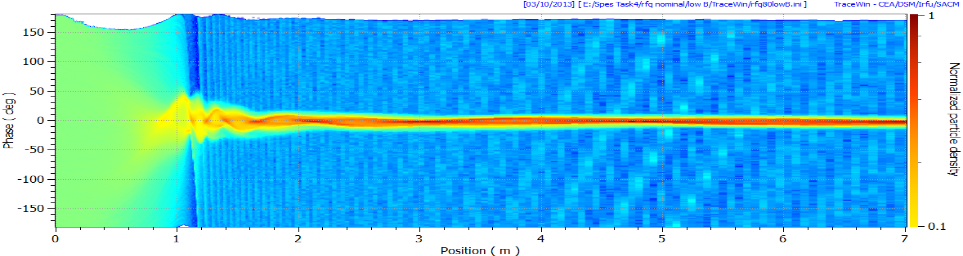 [03/10/2013] [ E:/Spes Task4/rfq nominal/low B/TraceWin/rfq80lowB.ini ] TraceWin - CEA/DSM/Irfu/SACM
150
100
50
0
-50
-100
-150
Phase ( deg )
0 1 2 3 4 5 6 7
Position ( m )
1
0.1
Normalized particle density